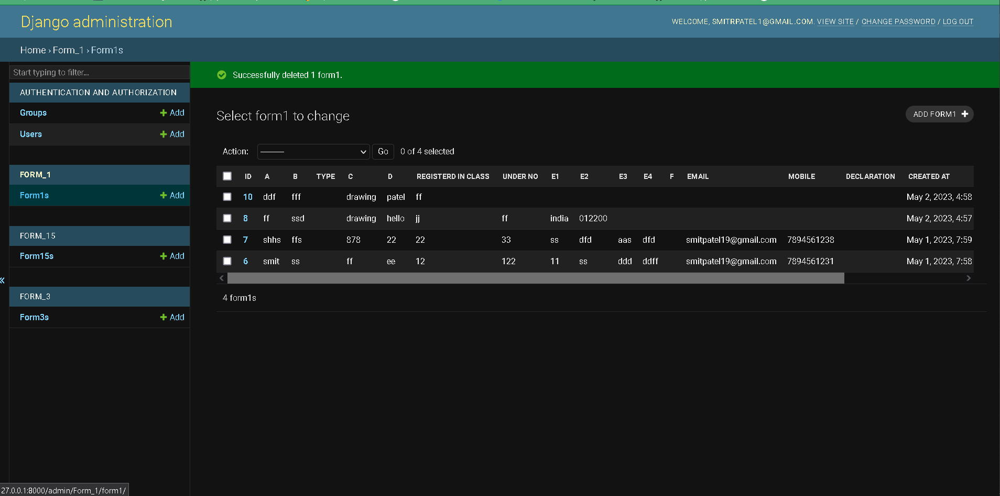 Django administration
WELCOME, SMITRPATEL1@GMAIL.COM. VIEW SITE / CHANGE PASSWORD / LOG OUT
Home › Form_1 › Form1s
Start typing to filter...
AUTHENTICATION AND AUTHORIZATION
Groups Add
Users Add
FORM_1
Form1s Add
FORM_15
Form15s Add
«
FORM_3
Form3s Add
Successfully deleted 1 form1.
Select form1 to change
ADD FORM1
Action: --------- Go 0 of 4 selected
ID A B TYPE C D REGISTERD IN CLASS UNDER NO E1 E2 E3 E4 F EMAIL MOBILE DECLARATION CREATED AT
10 ddf fff drawing patel ff May 2, 2023, 4:58
8 ff ssd drawing hello jj ff india 012200 May 2, 2023, 4:57
7 shhs ffs 878 22 22 33 ss dfd aas dfd smitpatel19@gmail.com 7894561238 May 1, 2023, 7:59
6 smit ss ff ee 12 122 11 ss ddd ddff smitpatel19@gmail.com 7894561231 May 1, 2023, 7:58
4 form1s
27.0.0.1:8000/admin/Form_1/form1/